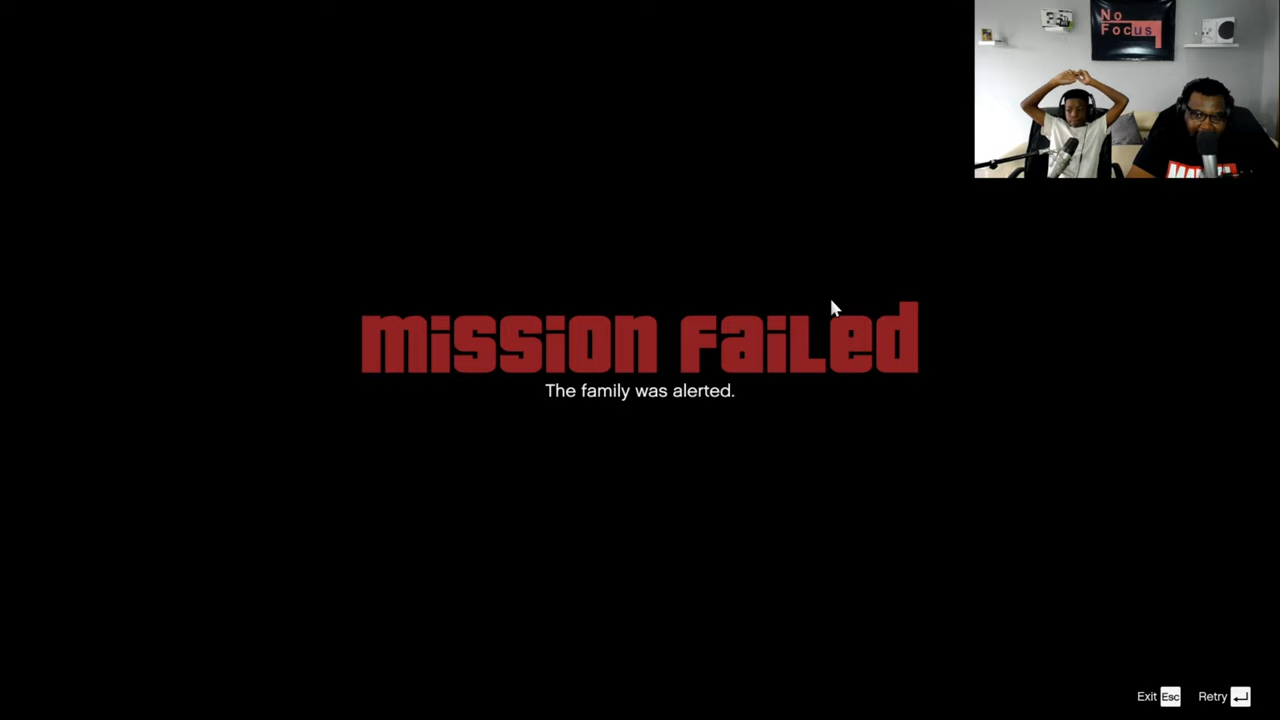 No
Focus
mission failed
The family was alerted.
Exit Esc Retry